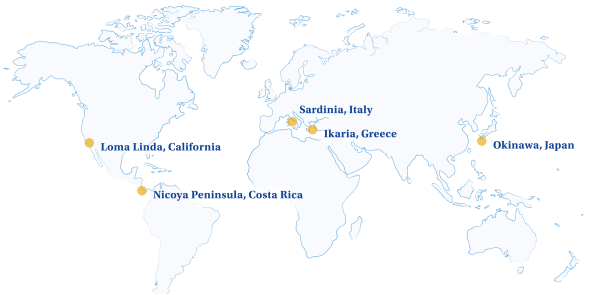 Sardinia, Italy
Ikaria, Greece
Loma Linda, California
Okinawa, Japan
Nicoya Peninsula, Costa Rica